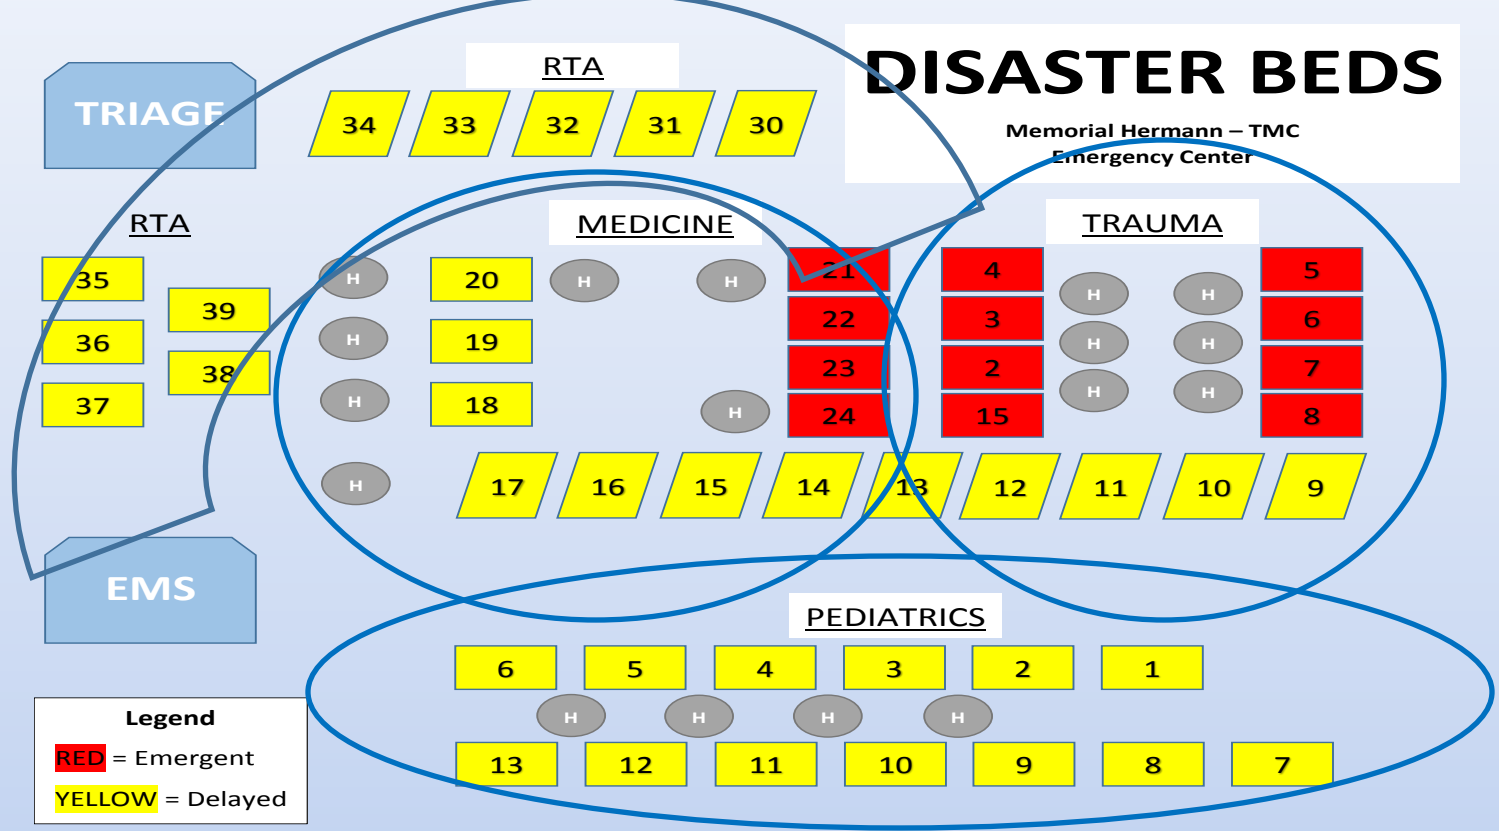 DISASTER BEDS
Memorial Hermann – TMC
Emergency Center
TRIAGE
RTA
34 33 32 31 30
RTA
35
39
36
38
37
EMS
MEDICINE
H 20 H H 21
22
H 19
23
H 18 H 24
H
17 16 15 14 13 12 11 10 9
TRAUMA
4 H H 5
3 H H 6
2 H H 7
15 8
PEDIATRICS
6 5 4 3 2 1
H H H H
13 12 11 10 9 8 7
Legend
RED = Emergent
YELLOW = Delayed